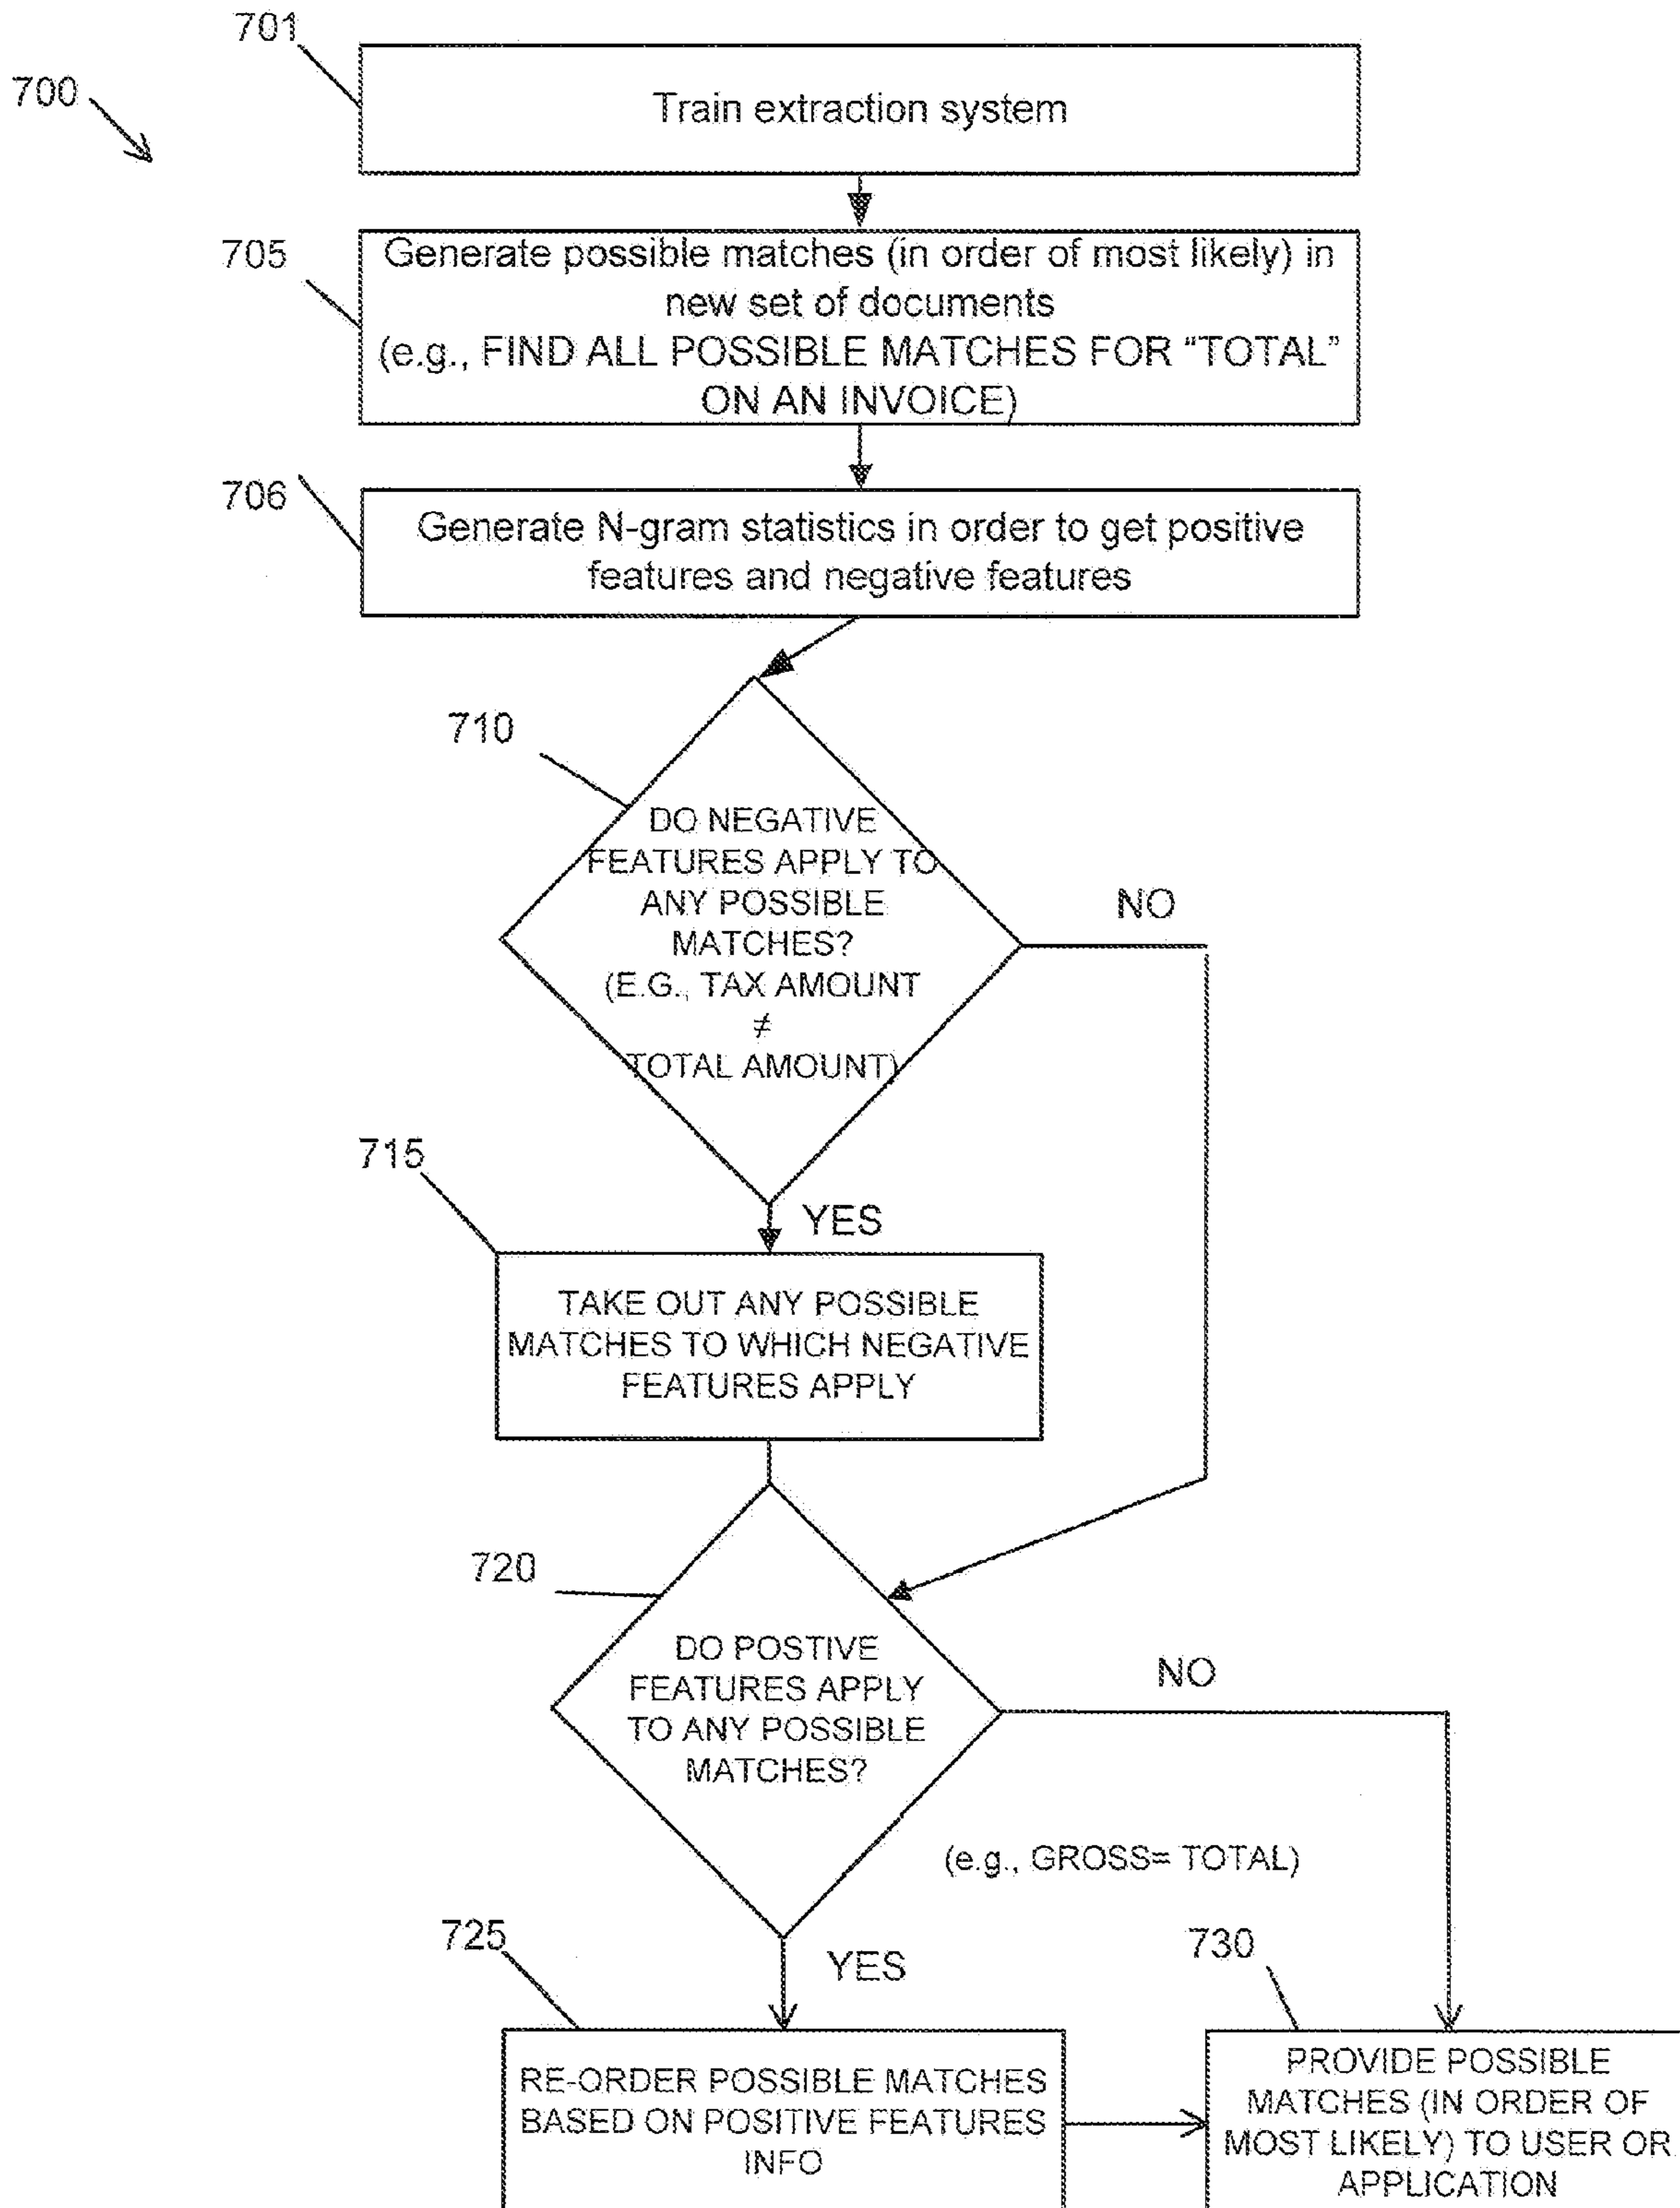 701
700
Train extraction system
705
Generate possible matches (in order of most likely) in
new set of documents
(e.g., FIND ALL POSSIBLE MATCHES FOR "TOTAL"
ON AN INVOICE)
706
Generate N-gram statistics in order to get positive
features and negative features
710
DO NEGATIVE
FEATURES APPLY TO
ANY POSSIBLE
MATCHES?
(E.G., TAX AMOUNT
≠
TOTAL AMOUNT)
NO
715
YES
TAKE OUT ANY POSSIBLE
MATCHES TO WHICH NEGATIVE
FEATURES APPLY
720
DO POSTIVE
FEATURES APPLY
TO ANY POSSIBLE
MATCHES?
NO
(e.g., GROSS= TOTAL)
725
YES
730
RE-ORDER POSSIBLE MATCHES
BASED ON POSITIVE FEATURES
INFO
PROVIDE POSSIBLE
MATCHES (IN ORDER OF
MOST LIKELY) TO USER OR
APPLICATION